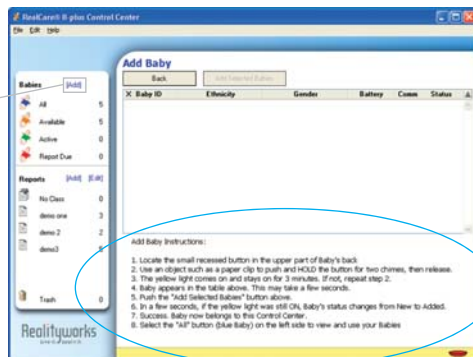 RealCare® II-plus Control Center
File Edit Help
Babies [Add]
All 5
Available 5
Active 0
Report Due 0
Reports [Add] [Edit]
No Class 0
demo one 3
demo 2 2
demo3
Trash 0
Realityworks
Add Baby
Back Add Selected Babies
X Baby ID Ethnicity Gender Battery Comm Status
Add Baby Instructions:
1. Locate the small recessed button in the upper part of Baby's back
2. Use an object such as a paper clip to push and HOLD the button for two chimes, then release.
3. The yellow light comes on and stays on for 3 minutes. If not, repeat step 2.
4. Baby appears in the table above. This may take a few seconds.
5. Push the "Add Selected Babies" button above.
6. In a few seconds, if the yellow light was still ON, Baby's status changes from New to Added.
7. Success. Baby now belongs to this Control Center.
8. Select the "All" button (blue Baby) on the left side to view and use your Babies